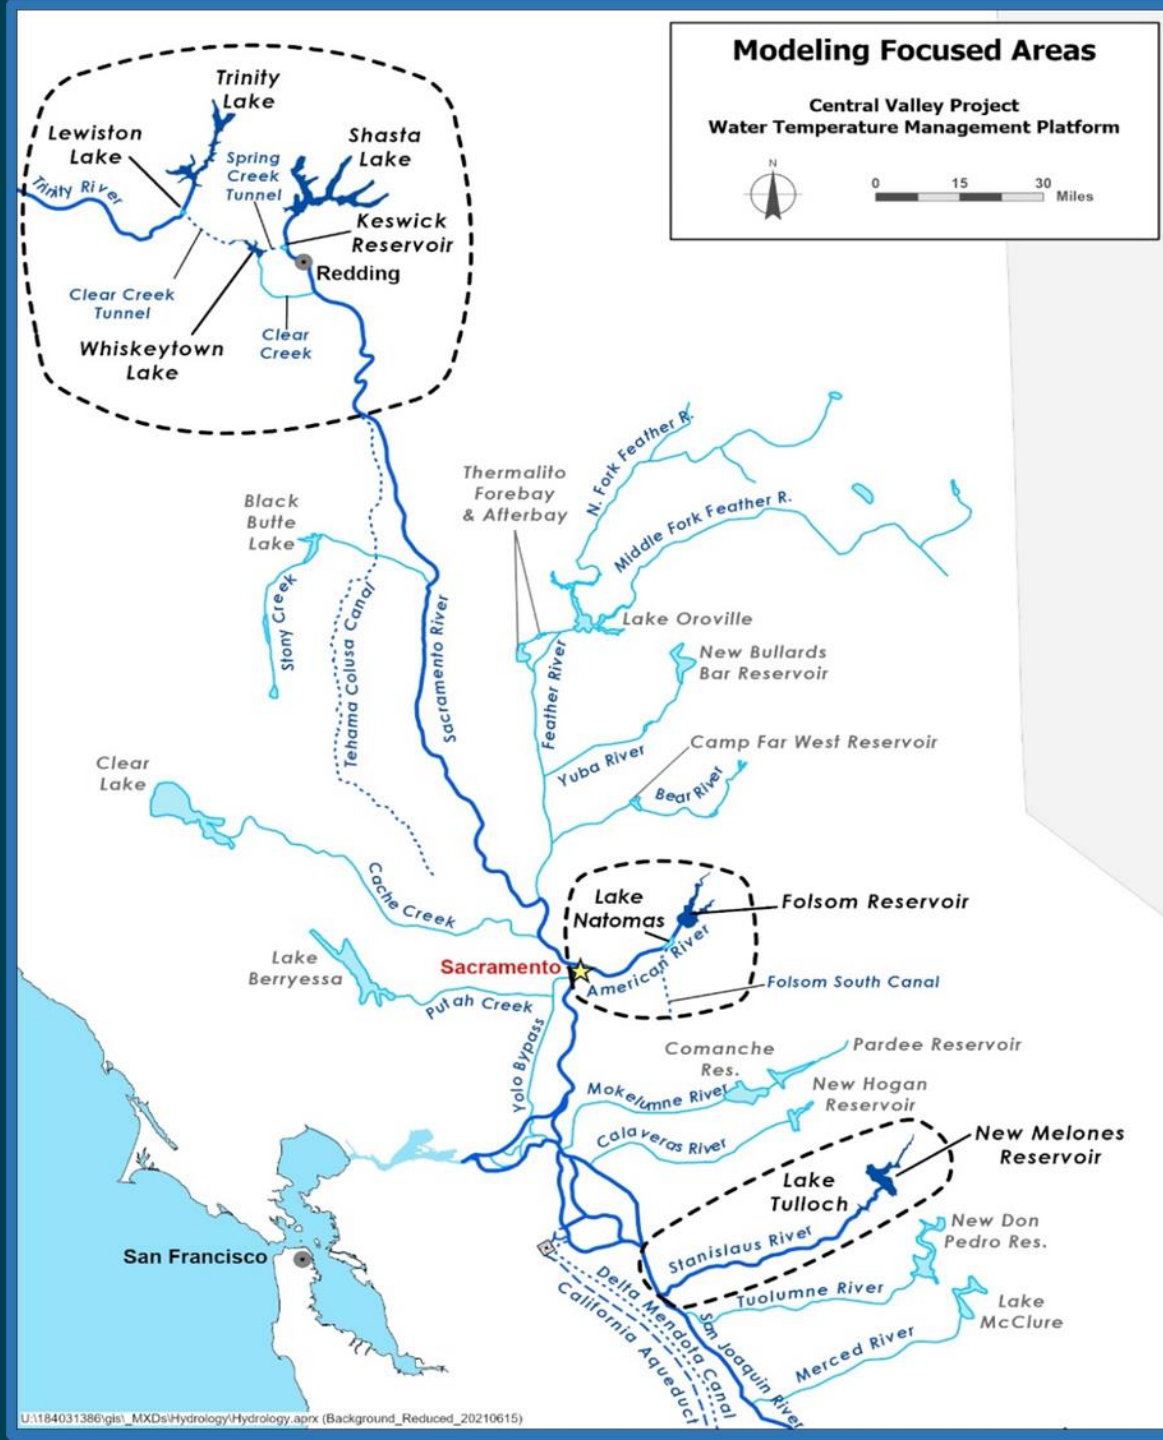 Modeling Focused Areas
Central Valley Project
Water Temperature Management Platform
N
0 15 30 Miles
Trinity
Lake
Lewiston
Lake
Shasta
Lake
Spring
Creek
Tunnel
Trinity River
Keswick
Reservoir
Redding
Clear Creek
Tunnel
Clear
Creek
Whiskeytown
Lake
N. Fork Feather R.
Thermalito
Forebay
& Afterbay
Middle Fork Feather R.
Black
Butte
Lake
Stony Creek
Tehama Colusa Canal
Sacramento River
Lake Oroville
Feather River
New Bullards
Bar Reservoir
Yuba River
Camp Far West Reservoir
Bear River
Clear
Lake
Cache Creek
Lake
Natomas
Folsom Reservoir
American River
Sacramento
Folsom South Canal
Lake
Berryessa
Putah Creek
Yolo Bypass
Comanche
Res.
Pardee Reservoir
Mokelumne River
New Hogan
Reservoir
Calaveras River
New Melones
Reservoir
Lake
Tulloch
Stanislaus River
New Don
Pedro Res.
San Francisco
Tuolumne River
Lake
McClure
Delta Mendota Canal
California Aqueduct
San Joaquin River
Merced River
U:\184031386\gis\_MXDs\Hydrology\Hydrology.aprx (Background_Reduced_20210615)